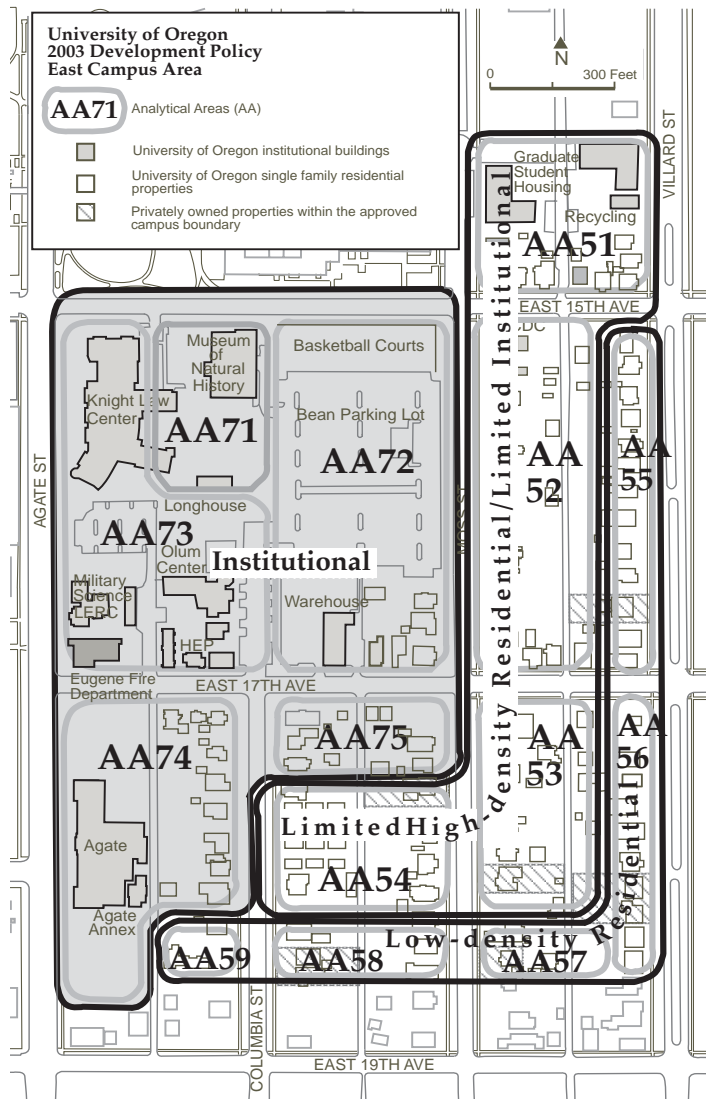 University of Oregon
2003 Development Policy
East Campus Area
AA71
Analytical Areas (AA)
University of Oregon institutional buildings
University of Oregon single family residential
properties
Privately owned properties within the approved
campus boundary
N
0 300 Feet
VILLARD ST
Graduate
Student
Housing
Recycling
AA51
EAST 15TH AVE
CDC
Museum
of
Natural
History
Basketball Courts
Knight Law
Center
Bean Parking Lot
AA71
AA72
AA
52
AA
55
AGATE ST
MOSS ST
Longhouse
AA73
Olum
Center
Institutional
Military
Science
LERC
Warehouse
HEP
Eugene Fire
Department
EAST 17TH AVE
Limited High-density Residential/Limited Institutional
AA74
AA75
AA
53
AA
56
Agate
AA54
Agate
Annex
Low-density Residential
AA59
AA58
AA57
COLUMBIA ST
EAST 19TH AVE